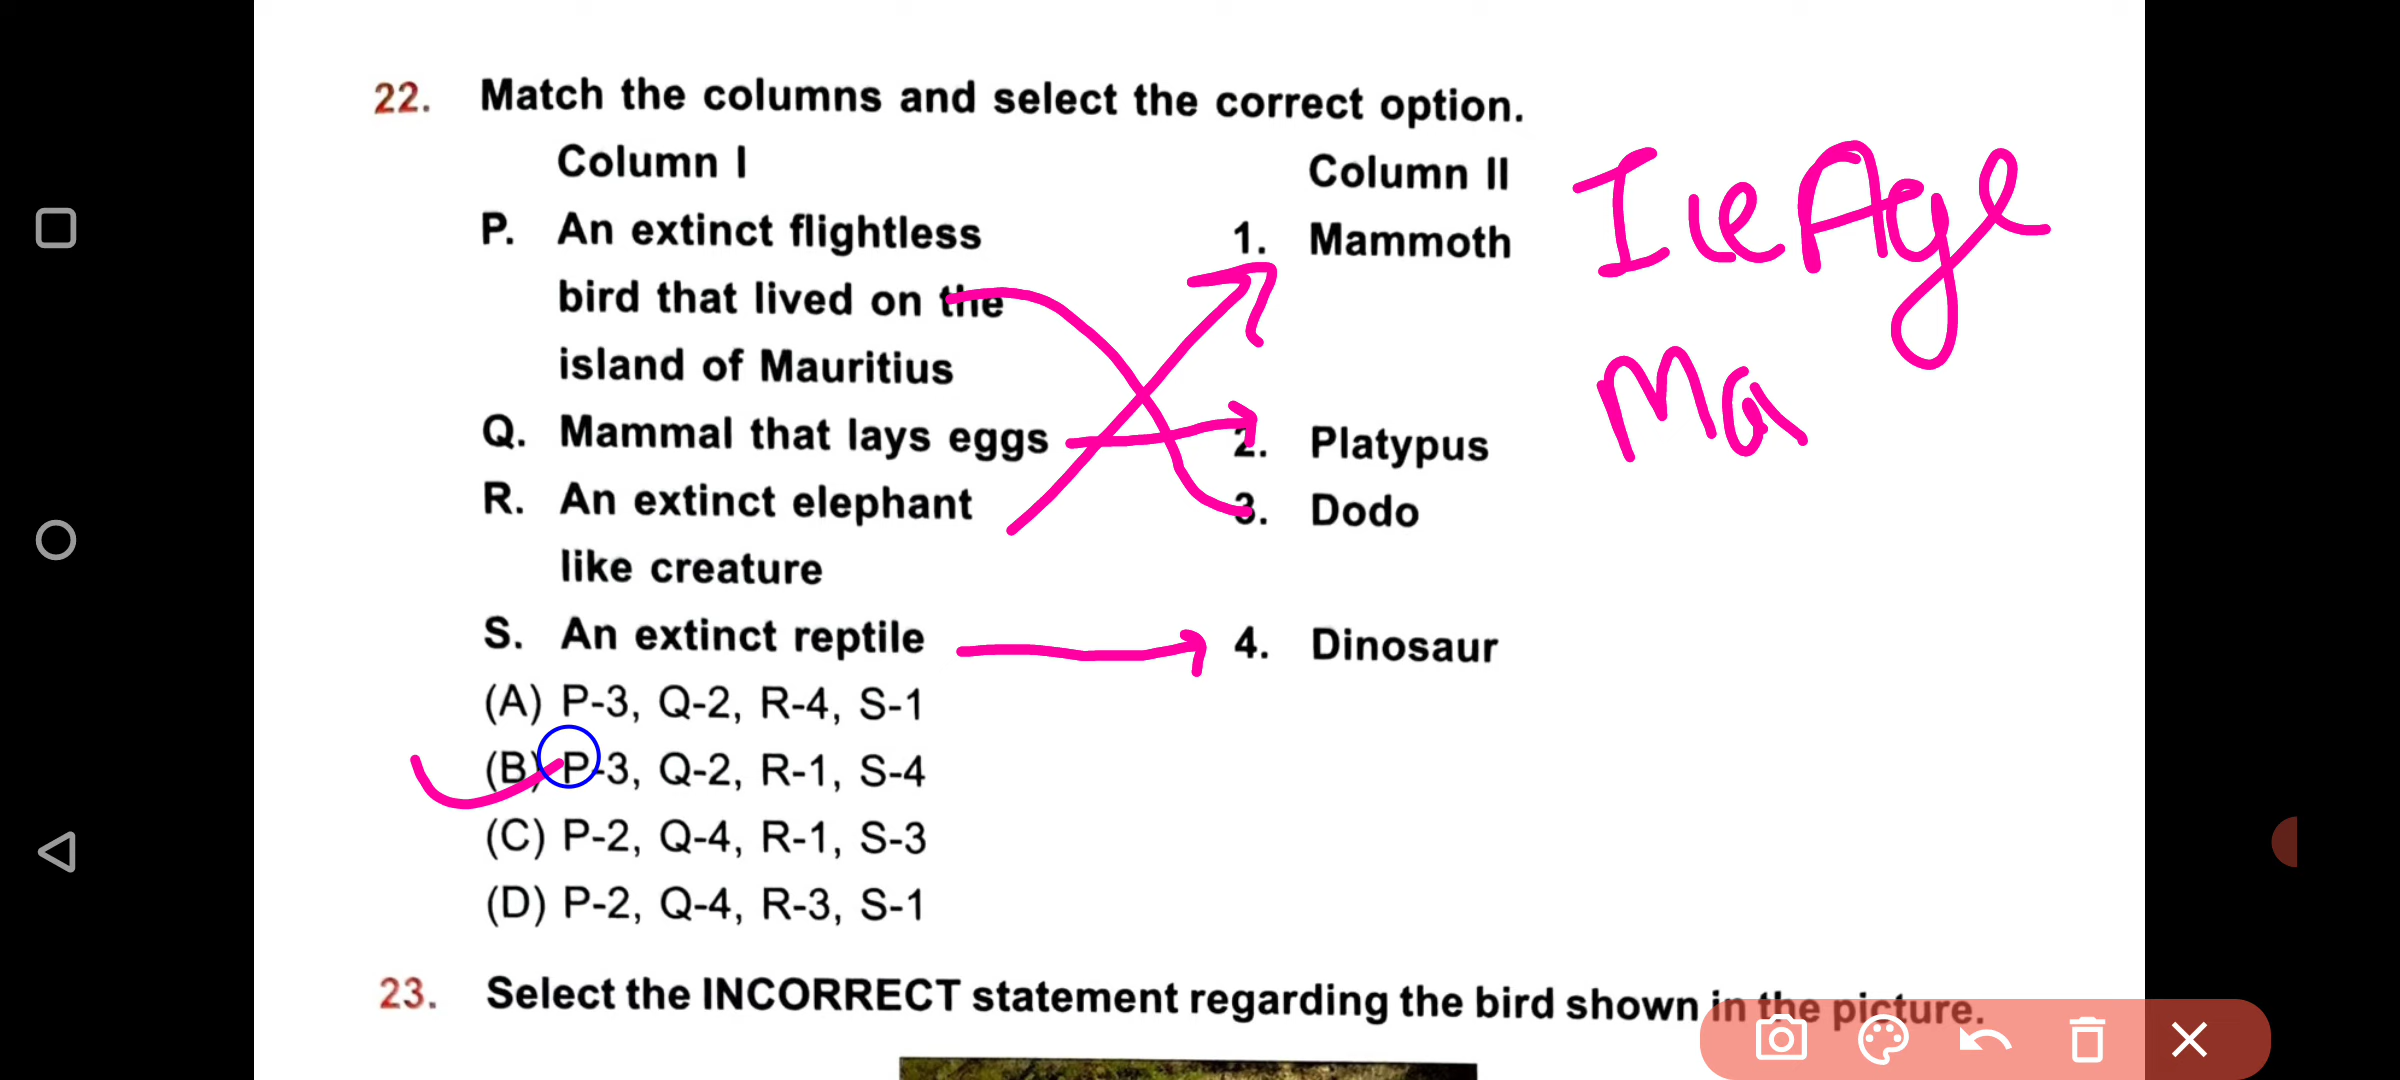 22. Match the columns and select the correct option.
Column I Column II
P. An extinct flightless 1. Mammoth
bird that lived on the
island of Mauritius
Q. Mammal that lays eggs 2. Platypus
R. An extinct elephant 3. Dodo
like creature
S. An extinct reptile 4. Dinosaur
(A) P-3, Q-2, R-4, S-1
(B) P-3, Q-2, R-1, S-4
(C) P-2, Q-4, R-1, S-3
(D) P-2, Q-4, R-3, S-1
23. Select the INCORRECT statement regarding the bird shown in the picture.
Ice Age
Ma